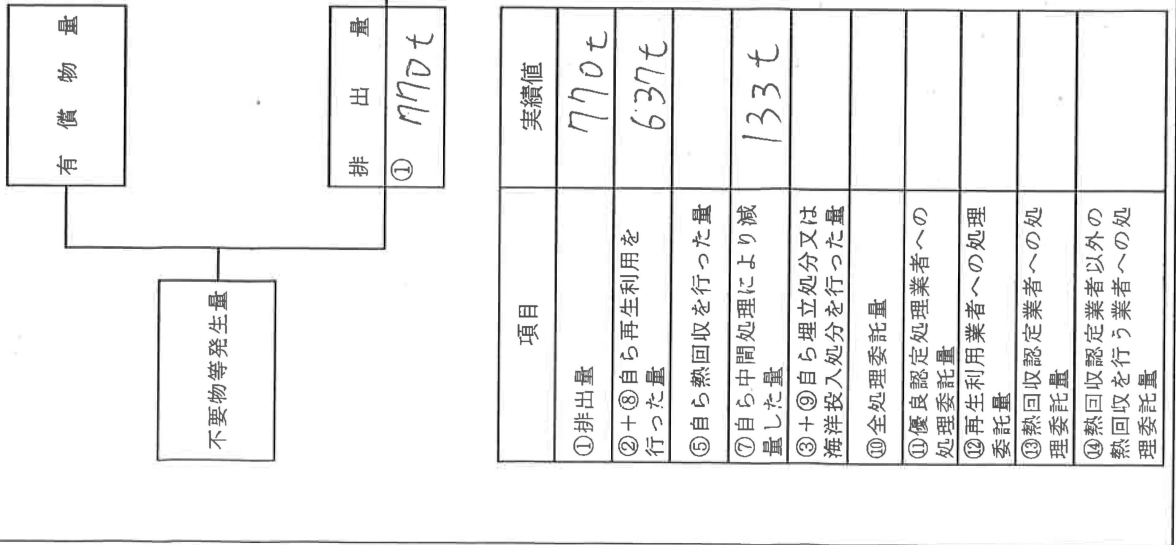 有償物量
不要物等発生量
排出量
① 770t
項目 実績値
①排出量 770t
②+⑧自ら再生利用を
行った量 637t
⑤自ら熱回収を行った量
⑦自ら中間処理により減
量した量 133t
③+⑨自ら埋立処分又は
海洋投入処分を行った量
⑩全処理委託量
⑪優良認定処理業者への
処理委託量
⑫再生利用業者への処理
委託量
⑬熱回収認定業者への処
理委託量
⑭熱回収認定業者以外の
熱回収を行う業者への処
理委託量